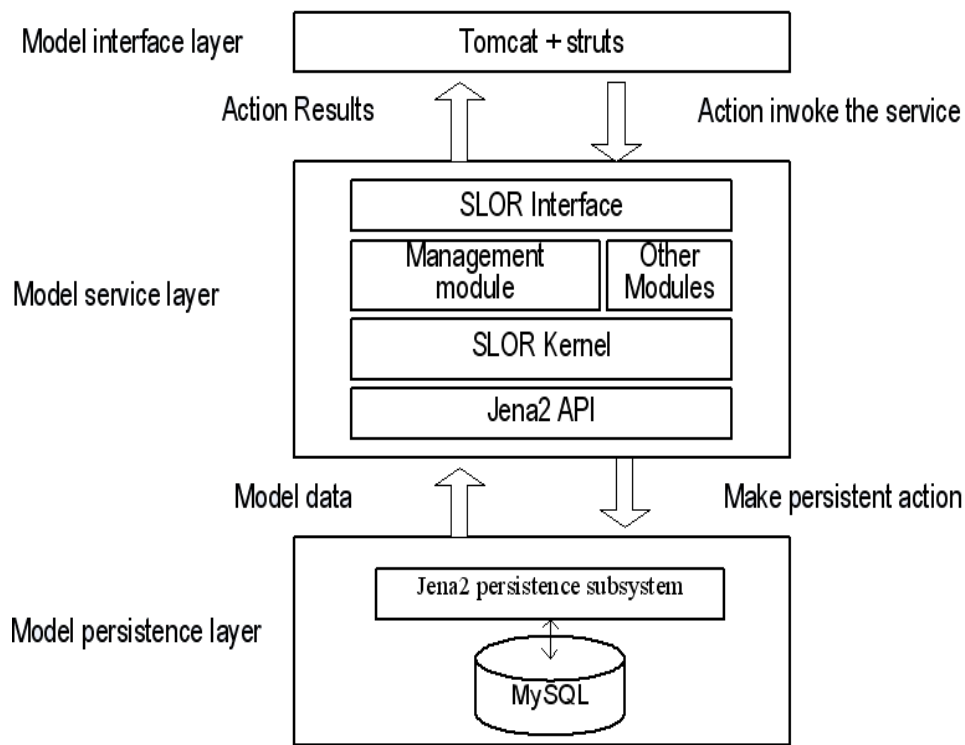 Model interface layer
Tomcat + struts
Action Results
Action invoke the service
Model service layer
SLOR Interface
Management
module
Other
Modules
SLOR Kernel
Jena2 API
Model data
Make persistent action
Model persistence layer
Jena2 persistence subsystem
MySQL